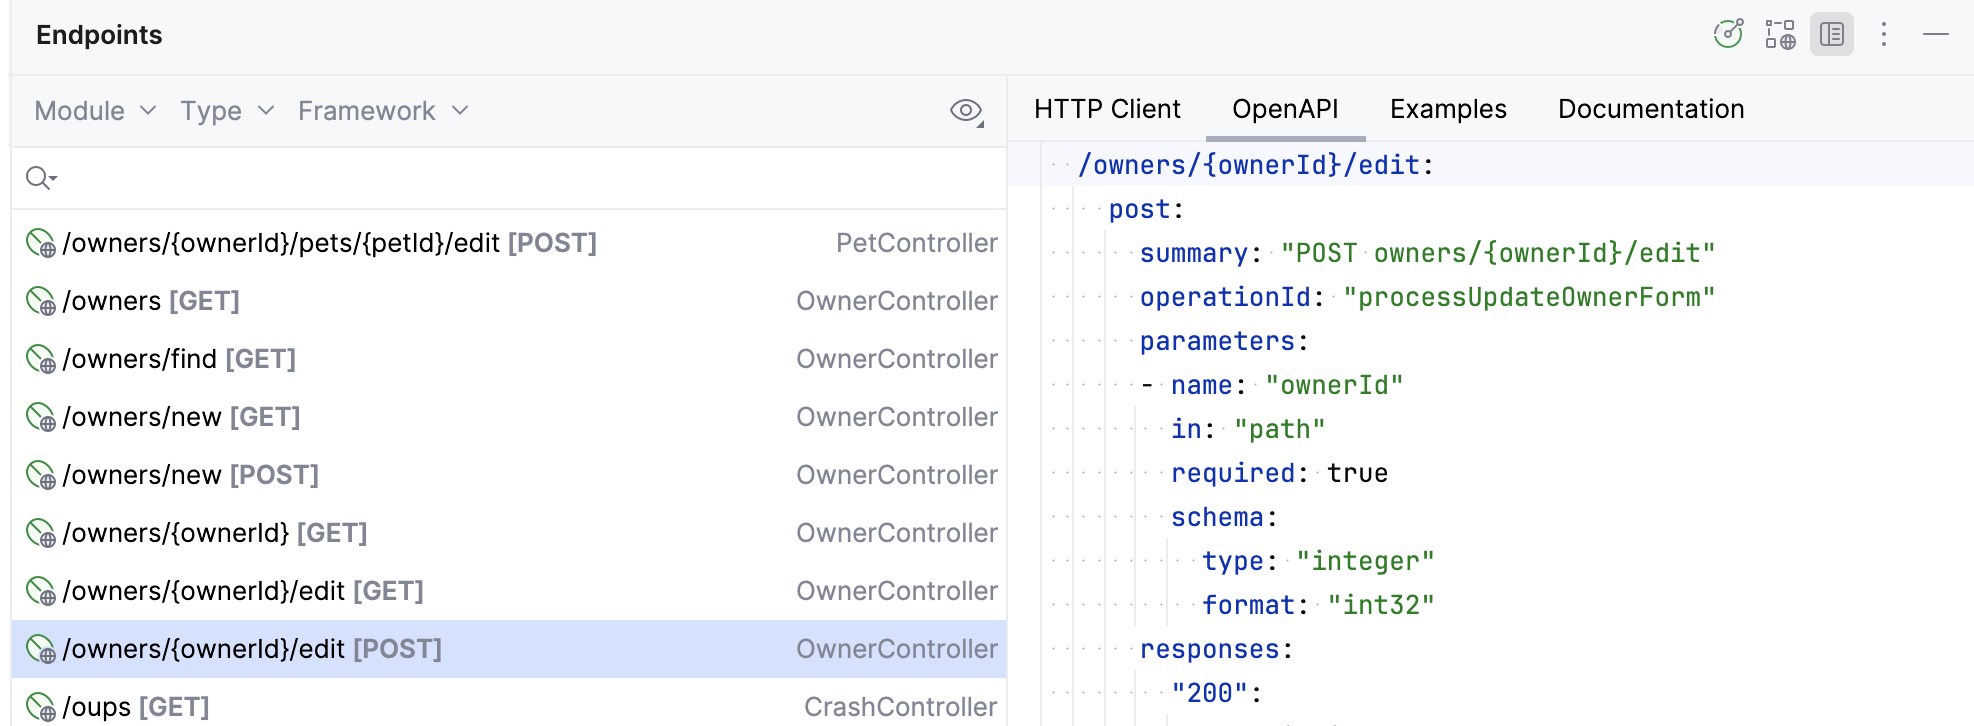 Endpoints
Module Type Framework
/owners/{ownerId}/pets/{petId}/edit [POST] PetController
/owners [GET] OwnerController
/owners/find [GET] OwnerController
/owners/new [GET] OwnerController
/owners/new [POST] OwnerController
/owners/{ownerId} [GET] OwnerController
/owners/{ownerId}/edit [GET] OwnerController
/owners/{ownerId}/edit [POST] OwnerController
/oups [GET] CrashController
HTTP Client OpenAPI Examples Documentation
/owners/{ownerId}/edit:
post:
summary: "POST owners/{ownerId}/edit"
operationId: "processUpdateOwnerForm"
parameters:
- name: "ownerId"
in: "path"
required: true
schema:
type: "integer"
format: "int32"
responses:
"200":